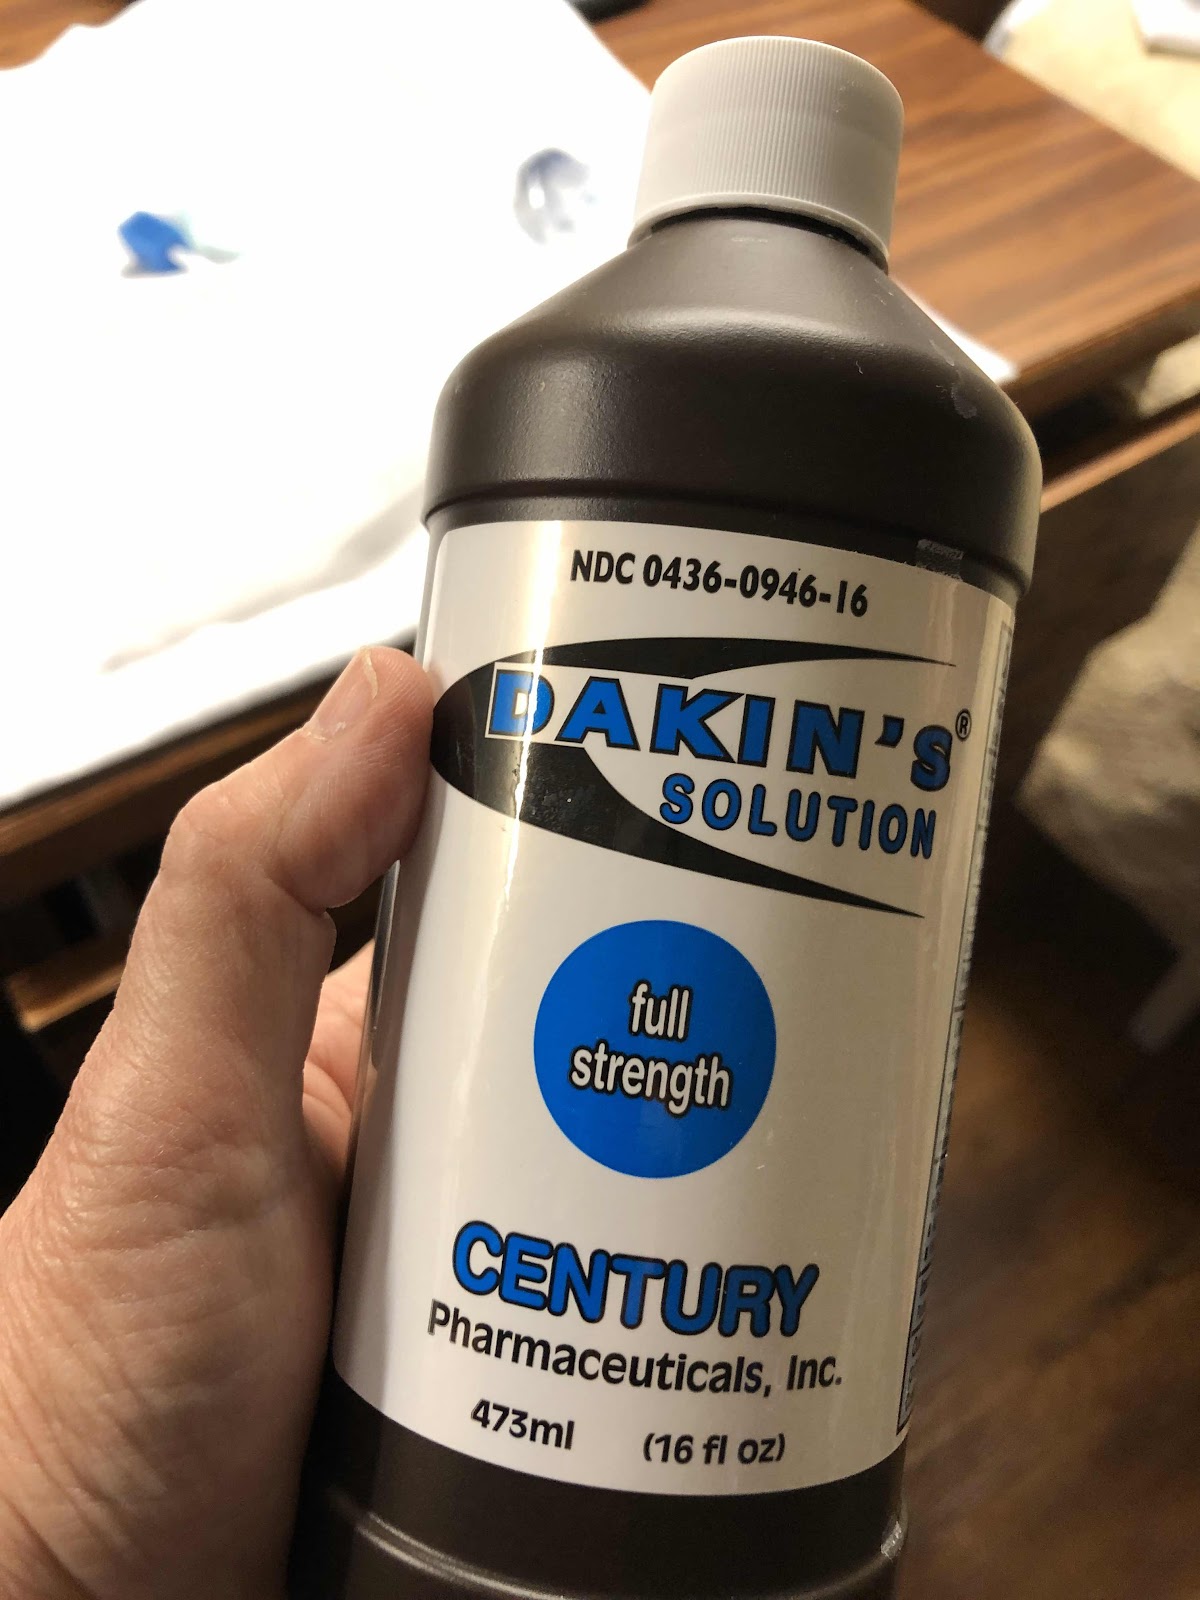 NDC 0436-0946-16
DAKIN'S®
SOLUTION
full
strength
CENTURY
Pharmaceuticals, Inc.
473ml (16 fl oz)